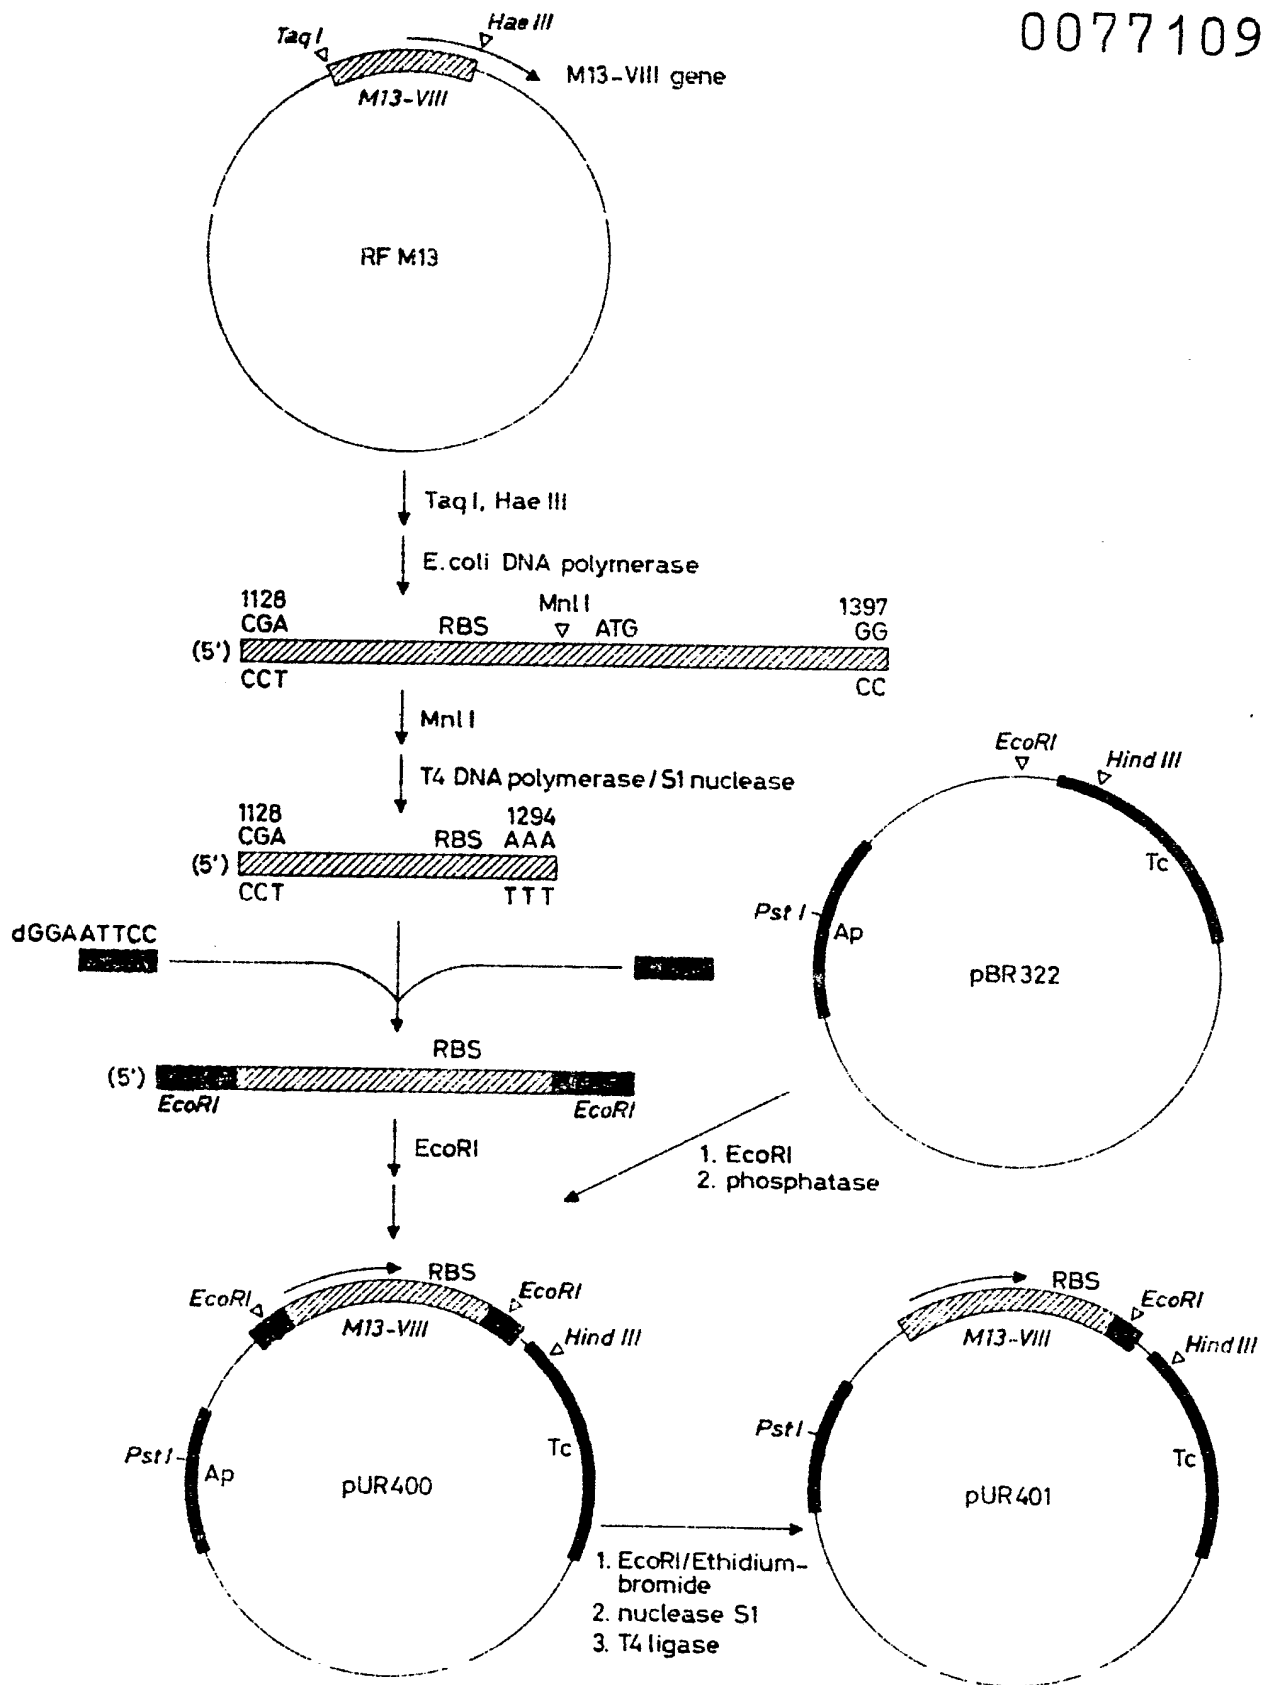 0077109
Taq I
Hae III
M13-VIII gene
M13-VIII
RF M13
Taq I, Hae III
E.coli DNA polymerase
1128
CGA
RBS
Mnl I
ATG
1397
GG
(5')
CCT
CC
Mnl I
T4 DNA polymerase/S1 nuclease
1128
CGA
RBS
1294
AAA
(5')
CCT
TTT
EcoRI
Hind III
Tc
Pst I
Ap
pBR322
dGGAATTCC
RBS
(5')
EcoRI
EcoRI
EcoRI
1. EcoRI
2. phosphatase
EcoRI
RBS
EcoRI
M13-VIII
Hind III
Pst I
Ap
Tc
pUR400
1. EcoRI/Ethidium-
bromide
2. nuclease S1
3. T4 ligase
RBS
EcoRI
M13-VIII
Hind III
Pst I
Tc
pUR401